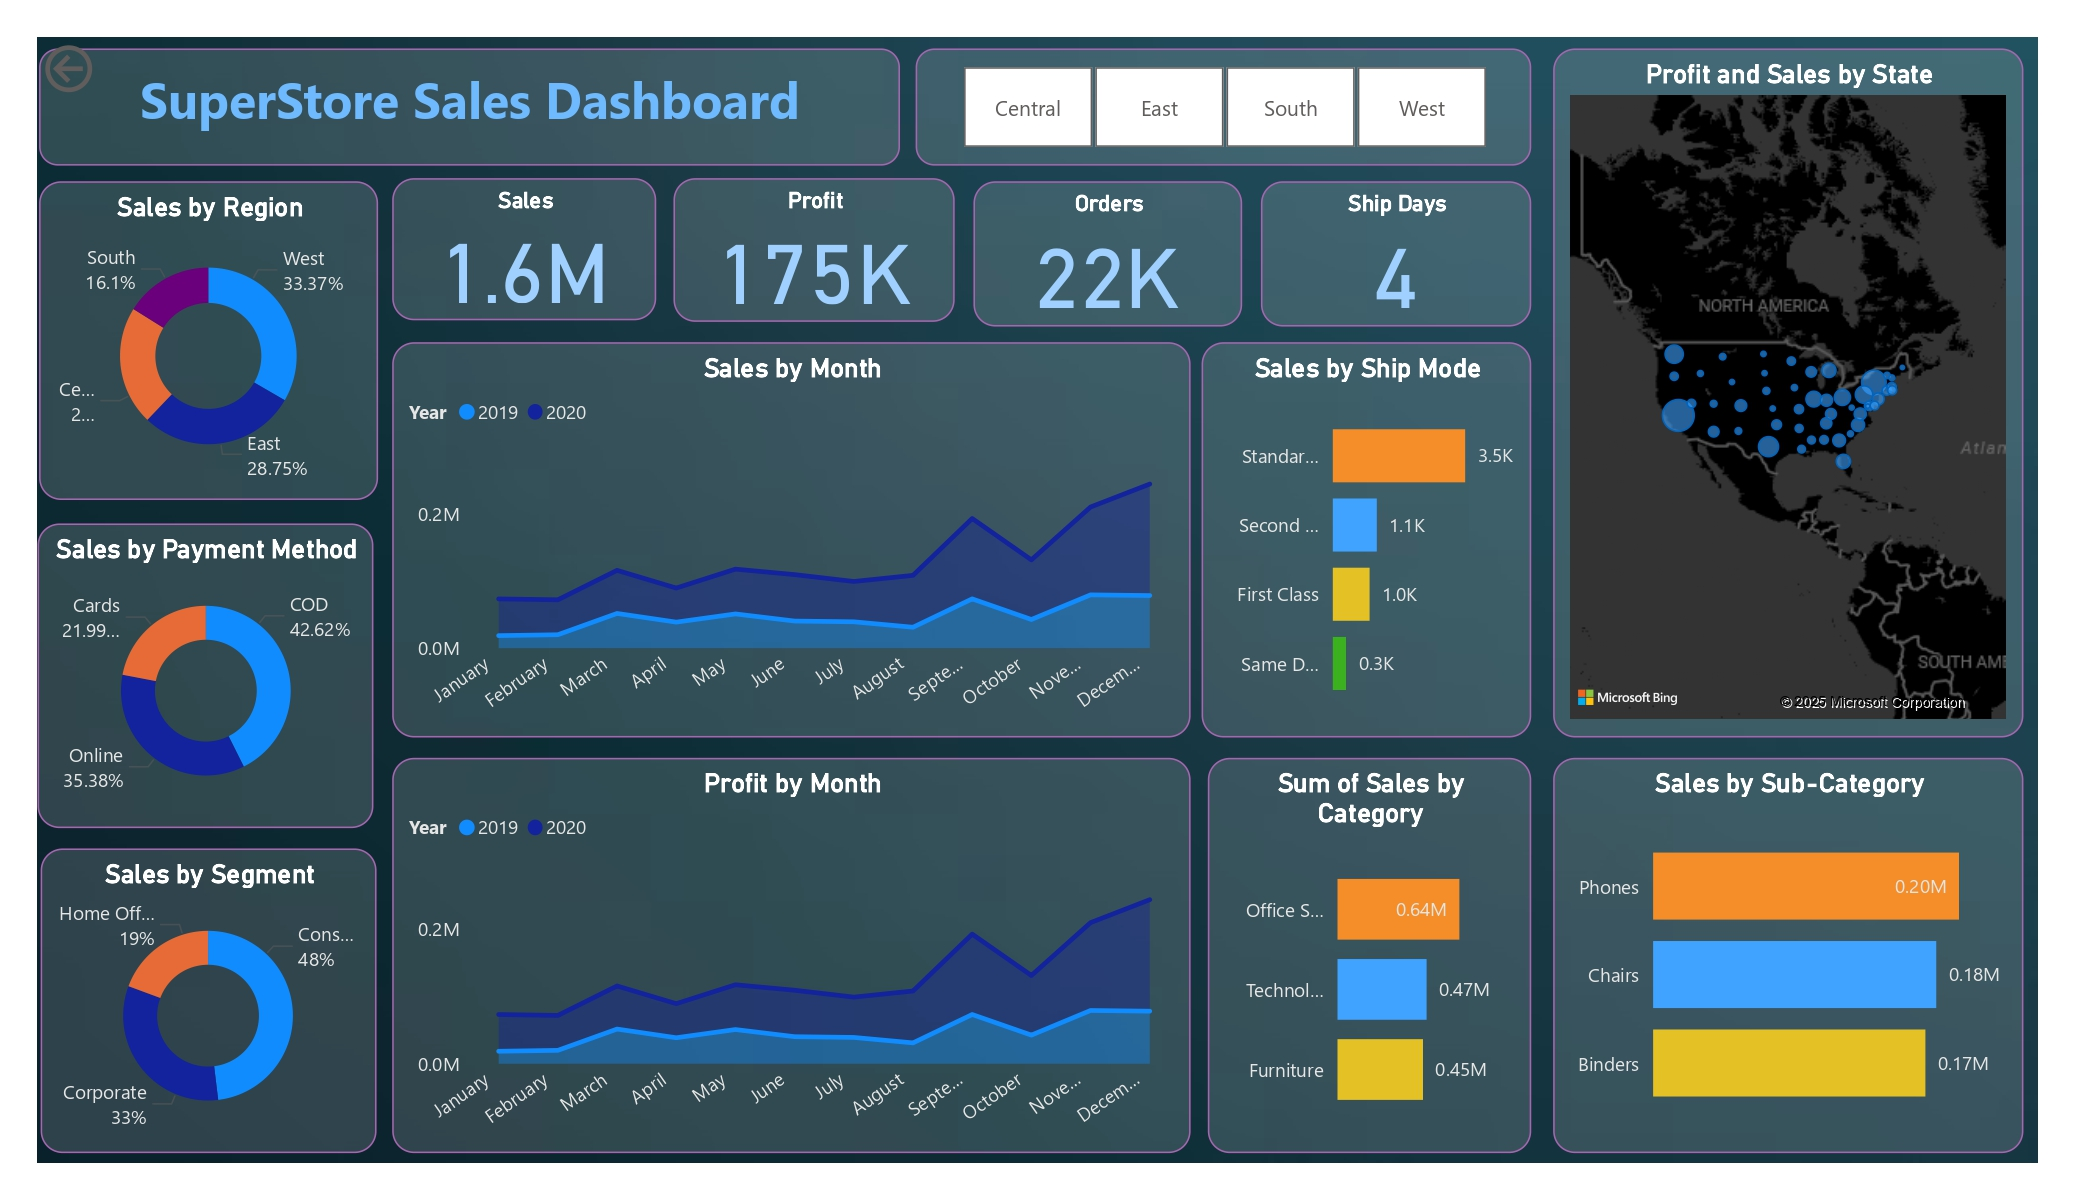 SuperStore Sales Dashboard
Central
East
South
West
Profit and Sales by State
NORTH AMERICA
Atlan
SOUTH AME
Microsoft Bing
© 2025 Microsoft Corporation
Sales by Region
South
16.1%
West
33.37%
Ce...
2...
East
28.75%
Sales
1.6M
Profit
175K
Orders
22K
Ship Days
4
Sales by Month
Year 2019 2020
0.2M
0.0M
January
February
March
April
May
June
July
August
Septe...
October
Nove...
Decem...
Sales by Ship Mode
Standar... 3.5K
Second ... 1.1K
First Class 1.0K
Same D... 0.3K
Sales by Payment Method
Cards
21.99...
COD
42.62%
Online
35.38%
Sales by Segment
Home Off...
19%
Cons...
48%
Corporate
33%
Profit by Month
Year 2019 2020
0.2M
0.0M
January
February
March
April
May
June
July
August
Septe...
October
Nove...
Decem...
Sum of Sales by
Category
Office S... 0.64M
Technol... 0.47M
Furniture 0.45M
Sales by Sub-Category
Phones 0.20M
Chairs 0.18M
Binders 0.17M